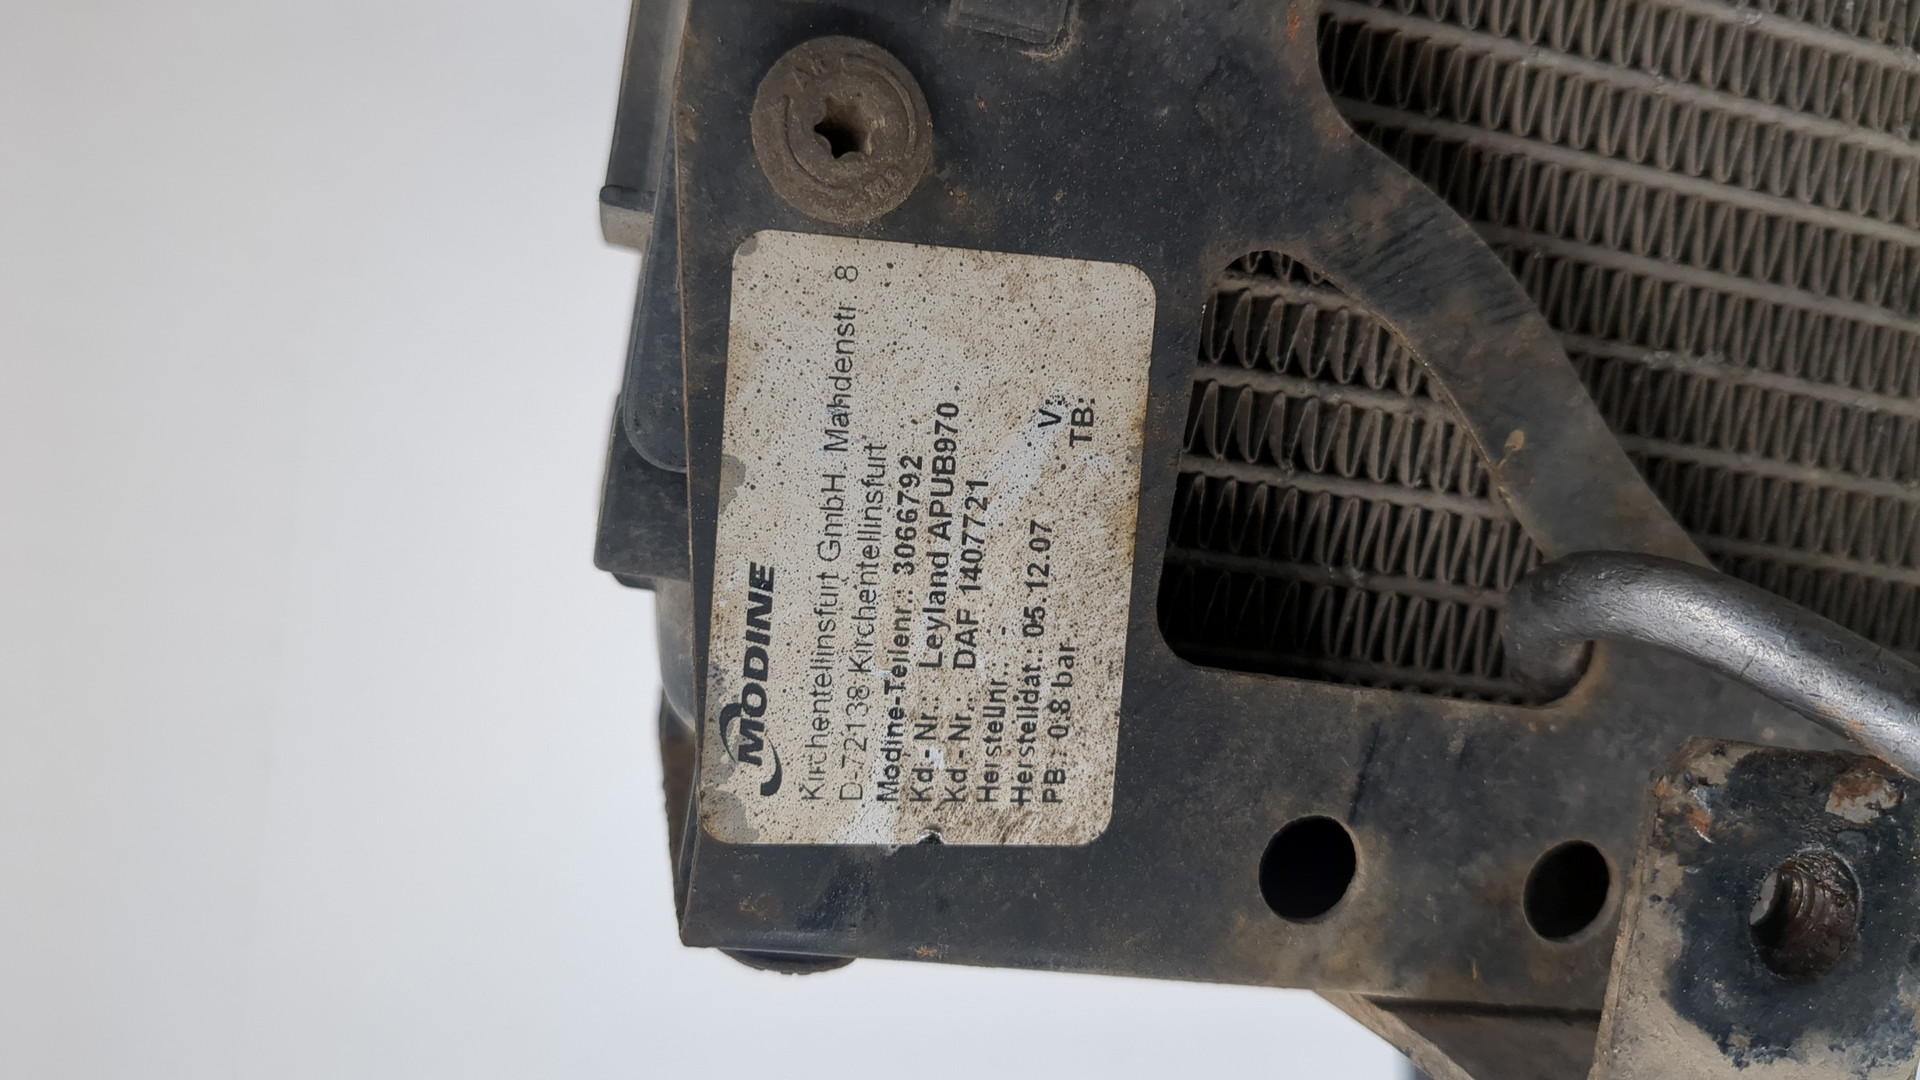 MODINE
Kirchentellinsfurt GmbH. Mahdenstr. 8
D-72138 Kirchentellinsfurt
Modine-Teilenr.: 3066792
Kd.-Nr.: Leyland APUB970
Kd.-Nr.: DAF 1407721
Herstellnr.: -
Herstelldat.: 05.12.07 V:
PB.: 0.8 bar TB: